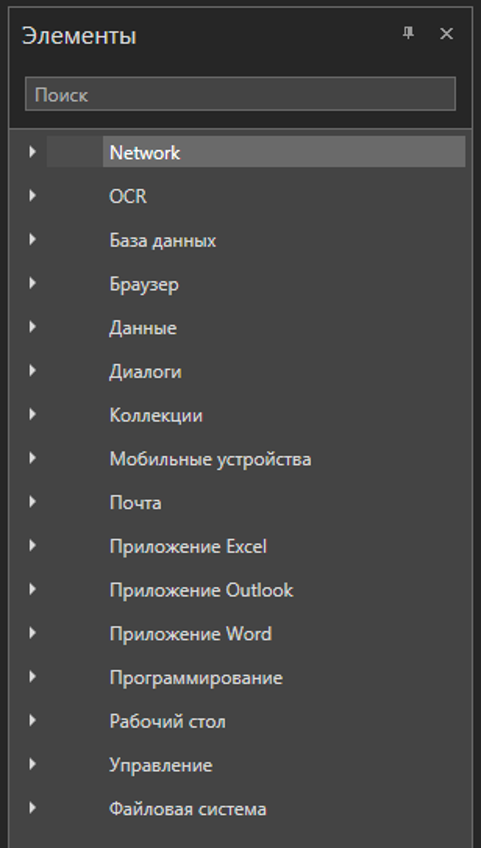 Элементы
Поиск
Network
OCR
База данных
Браузер
Данные
Диалоги
Коллекции
Мобильные устройства
Почта
Приложение Excel
Приложение Outlook
Приложение Word
Программирование
Рабочий стол
Управление
Файловая система